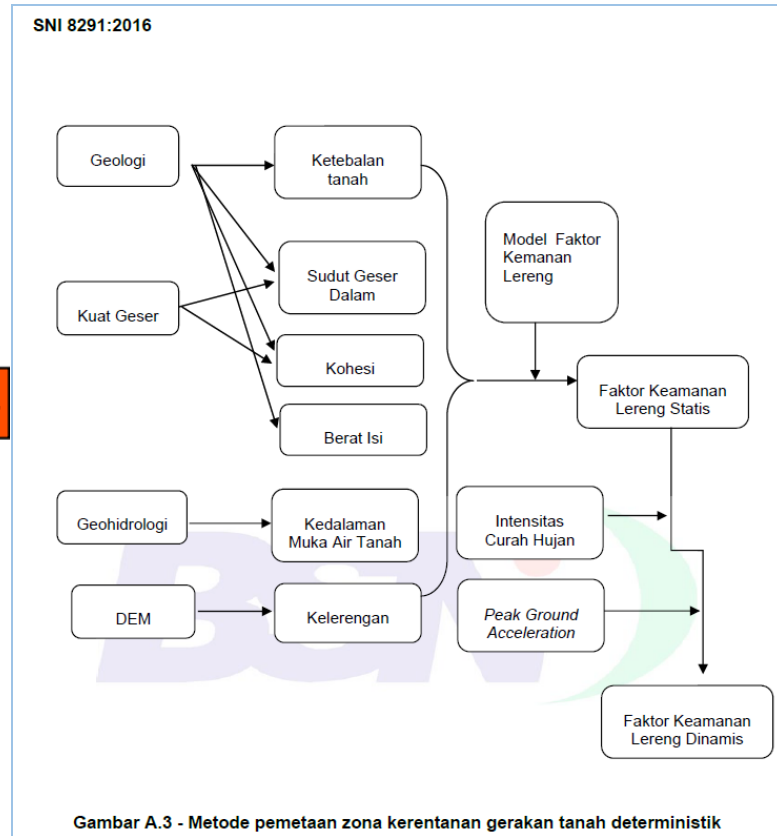 SNI 8291:2016
Geologi
Ketebalan
tanah
Model Faktor
Kemanan
Lereng
Sudut Geser
Dalam
Kuat Geser
Kohesi
Faktor Keamanan
Lereng Statis
Berat Isi
Geohidrologi
Kedalaman
Muka Air Tanah
Intensitas
Curah Hujan
DEM
Kelerengan
Peak Ground
Acceleration
Faktor Keamanan
Lereng Dinamis
BSN
Gambar A.3 - Metode pemetaan zona kerentanan gerakan tanah deterministik